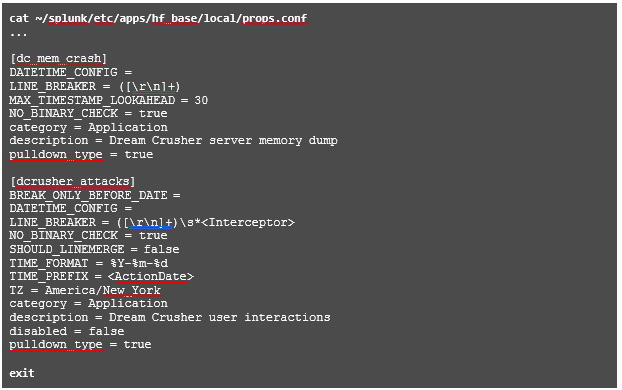 cat ~/splunk/etc/apps/hf_base/local/props.conf
...
[dc_mem_crash]
DATETIME_CONFIG =
LINE_BREAKER = ([\r\n]+)
MAX_TIMESTAMP_LOOKAHEAD = 30
NO_BINARY_CHECK = true
category = Application
description = Dream Crusher server memory dump
pulldown_type = true
[dcrusher_attacks]
BREAK_ONLY_BEFORE_DATE =
DATETIME_CONFIG =
LINE_BREAKER = ([\r\n]+)\s*<Interceptor>
NO_BINARY_CHECK = true
SHOULD_LINEMERGE = false
TIME_FORMAT = %Y-%m-%d
TIME_PREFIX = <ActionDate>
TZ = America/New_York
category = Application
description = Dream Crusher user interactions
disabled = false
pulldown_type = true
exit